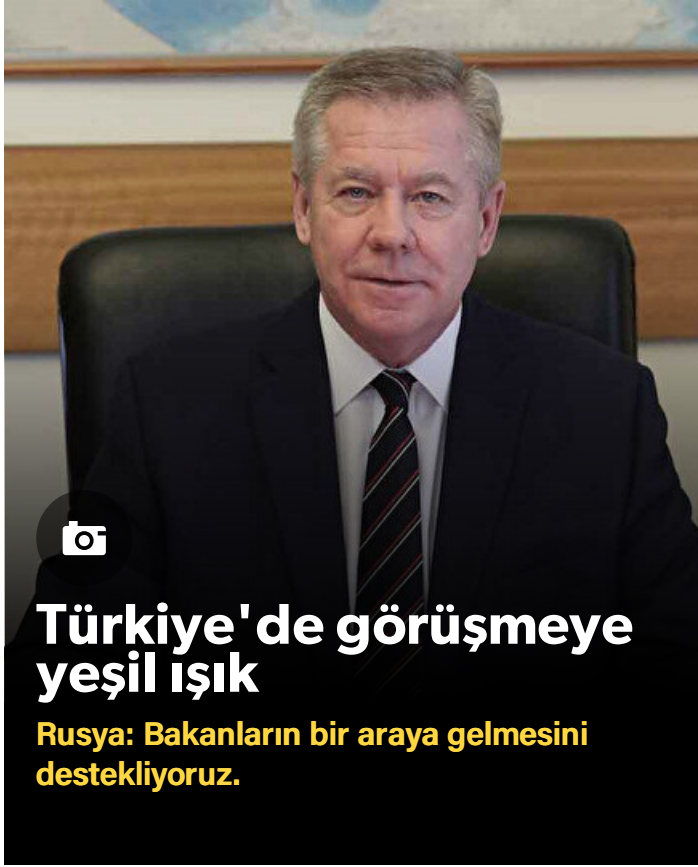 Türkiye'de görüşmeye
yeşil ışık
Rusya: Bakanların bir araya gelmesini
destekliyoruz.